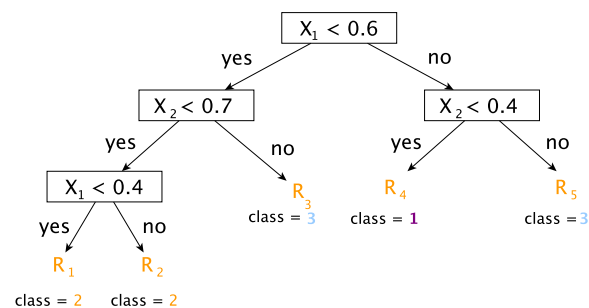 X1 < 0.6
yes
no
X2 < 0.7
X2 < 0.4
yes
no
yes
no
X1 < 0.4
R3
R4
R5
class = 3
class = 1
class = 3
yes
no
R1
R2
class = 2
class = 2